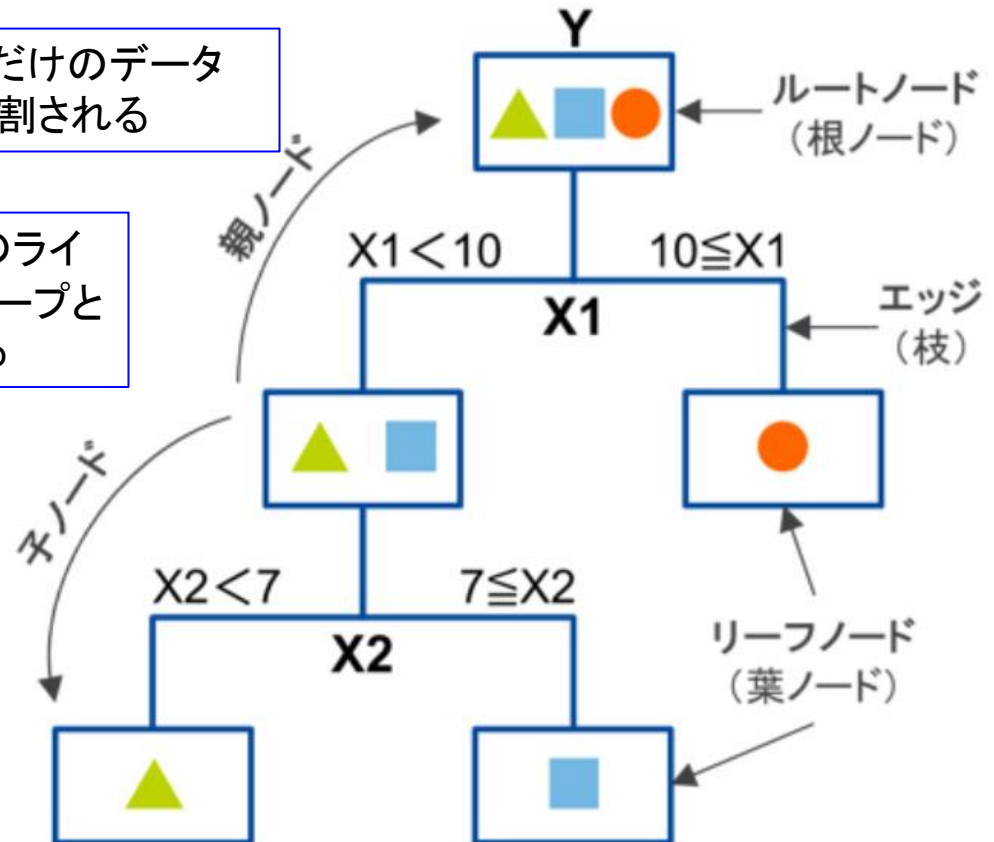 Y
だけのデータ
割される
ルートノード
（根ノード）
親ノード
のライ
ープと
X1＜10
10≦X1
X1
エッジ
（枝）
子ノード
X2＜7
7≦X2
X2
リーフノード
（葉ノード）